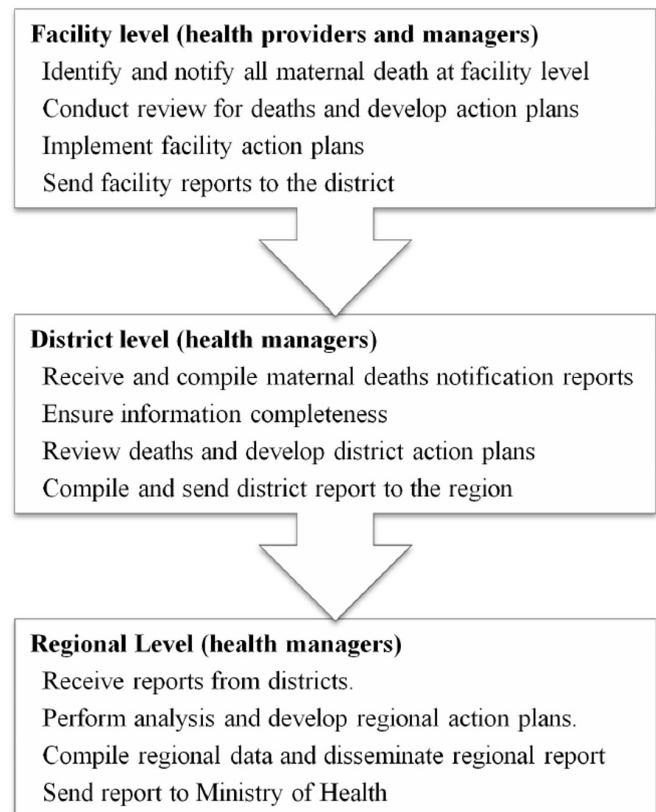 Facility level (health providers and managers)
Identify and notify all maternal death at facility level
Conduct review for deaths and develop action plans
Implement facility action plans
Send facility reports to the district
District level (health managers)
Receive and compile maternal deaths notification reports
Ensure information completeness
Review deaths and develop district action plans
Compile and send district report to the region
Regional Level (health managers)
Receive reports from districts.
Perform analysis and develop regional action plans.
Compile regional data and disseminate regional report
Send report to Ministry of Health